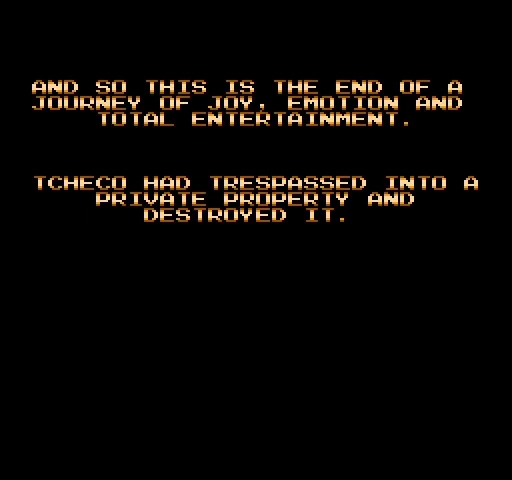 AND SO THIS IS THE END OF A
JOURNEY OF JOY, EMOTION AND
TOTAL ENTERTAINMENT.
TCHECO HAD TRESPASSED INTO A
PRIVATE PROPERTY AND
DESTROYED IT.